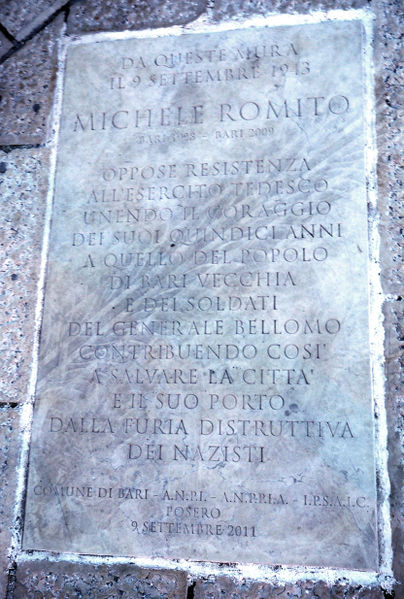 DA QUESTE MURA
IL 9 SETTEMBRE 1943
MICHELE ROMITO
BARI 1928 - BARI 2009
OPPOSE RESISTENZA
ALL'ESERCITO TEDESCO
UNENDO IL CORAGGIO
DEI SUOI QUINDICI ANNI
A QUELLO DEL POPOLO
DI BARI VECCHIA
E DEI SOLDATI
DEL GENERALE BELLOMO
CONTRIBUENDO COSI'
A SALVARE LA CITTA'
E IL SUO PORTO
DALLA FURIA DISTRUTTIVA
DEI NAZISTI
COMUNE DI BARI - A.N.P.I. - A.N.P.P.I.A. - I.P.S.A.I.C.
POSERO
9 SETTEMBRE 2011